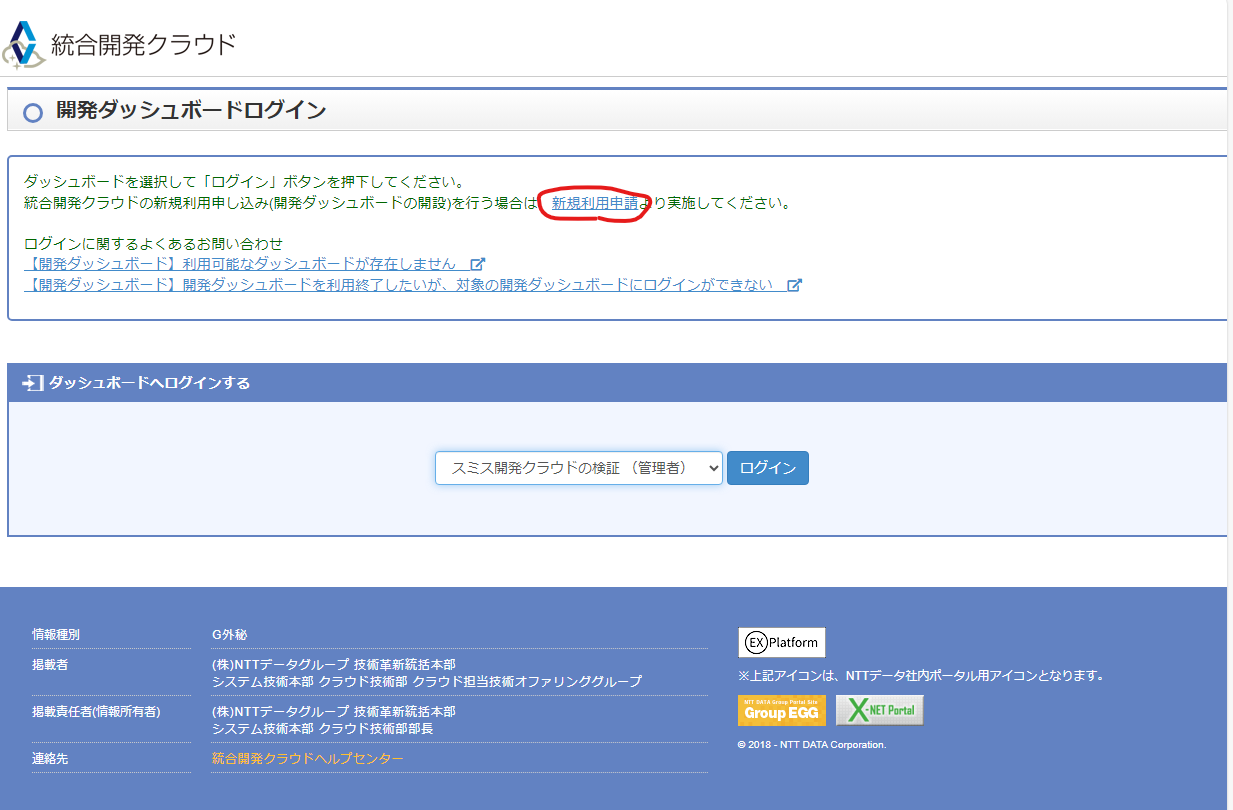 統合開発クラウド
開発ダッシュボードログイン
ダッシュボードを選択して「ログイン」ボタンを押下してください。
統合開発クラウドの新規利用申し込み(開発ダッシュボードの開設)を行う場合は 新規利用申請より実施してください。
ログインに関するよくあるお問い合わせ
【開発ダッシュボード】利用可能なダッシュボードが存在しません
【開発ダッシュボード】開発ダッシュボードを利用終了したいが、対象の開発ダッシュボードにログインができない
ダッシュボードへログインする
スミス開発クラウドの検証 （管理者） ログイン
情報種別 G外秘
掲載者 (株)NTTデータグループ 技術革新統括本部
システム技術本部 クラウド技術部 クラウド担当技術オファリンググループ
掲載責任者(情報所有者) (株)NTTデータグループ 技術革新統括本部
システム技術本部 クラウド技術部部長
連絡先 統合開発クラウドヘルプセンター
EX Platform
※上記アイコンは、NTTデータ社内ポータル用アイコンとなります。
NTT DATA Group Portal Site
Group EGG
X-NET Portal
© 2018 - NTT DATA Corporation.